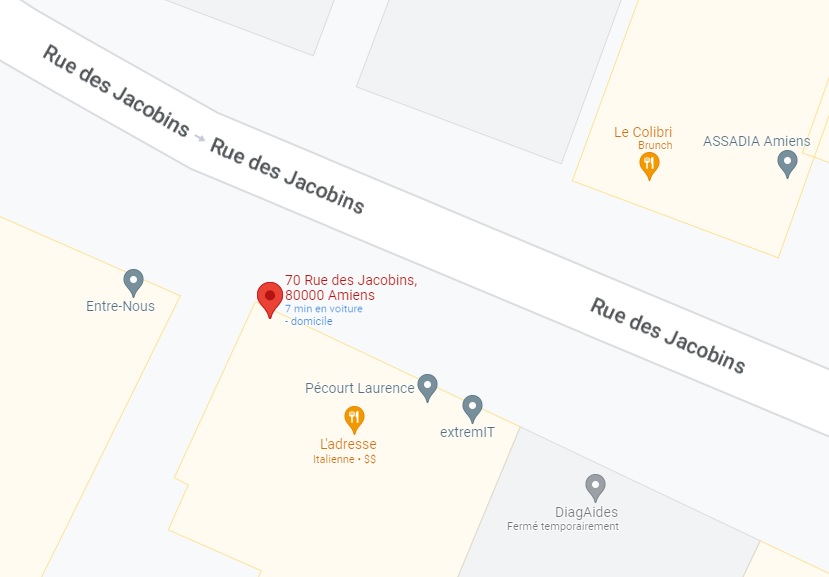 Rue des Jacobins
Rue des Jacobins
Le Colibri
Brunch
ASSADIA Amiens
70 Rue des Jacobins,
80000 Amiens
7 min en voiture
- domicile
Entre-Nous
Rue des Jacobins
Pécourt Laurence
extremIT
L'adresse
Italienne • $$
DiagAides
Fermé temporairement